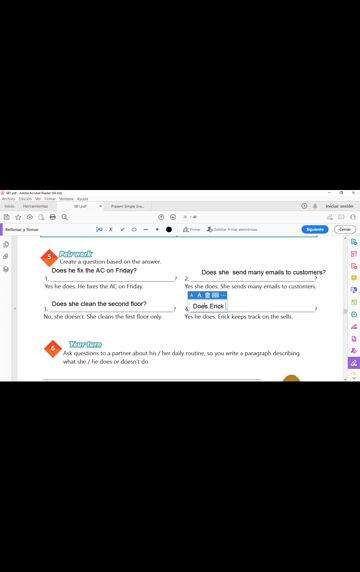 SB1.pdf - Adobe Acrobat Reader (64-bit)
Archivo Edición Ver Firmar Ventana Ayuda
Inicio Herramientas SB1.pdf × Present Simple Gra... Iniciar sesión
Rellenar y firmar Firmar Solicitar firmas electrónicas Siguiente Cerrar
5 Pair work
Create a question based on the answer.
Does he fix the AC on Friday?
1. ?
Yes he does. He fixes the AC on Friday.
Does she send many emails to customers?
2. ?
Yes she does. She sends many emails to customers.
Does she clean the second floor?
3. ?
No, she doesn't. She cleans the first floor only.
Does Erick
4. ?
Yes he does. Erick keeps track on the sells.
6. Your turn
Ask questions to a partner about his / her daily routine, so you write a paragraph describing
what she / he does or doesn't do.